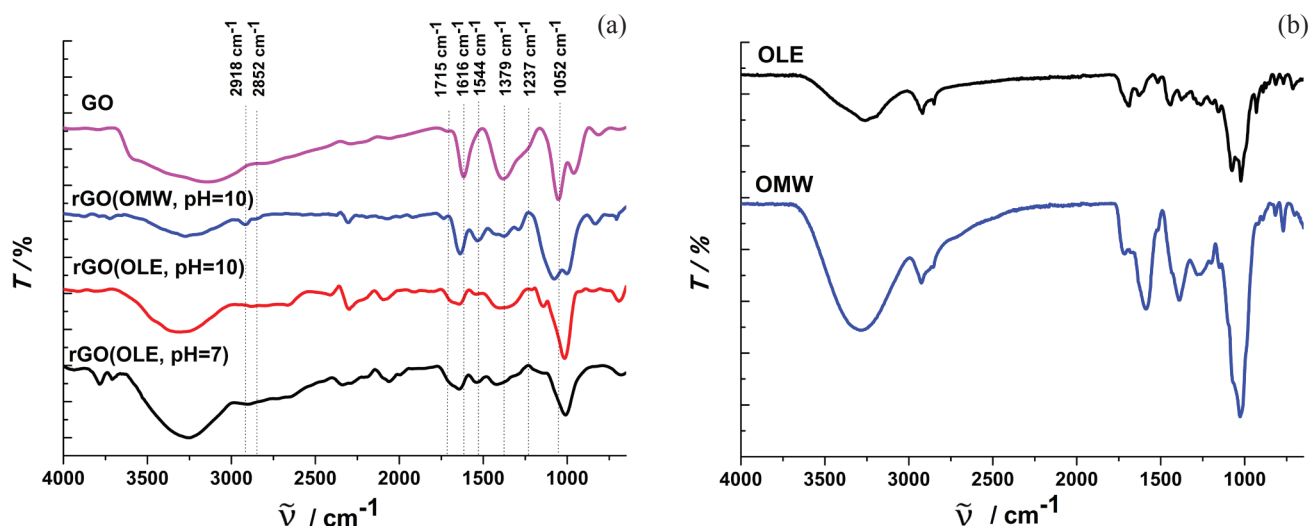 (a)
2918 cm⁻¹
2852 cm⁻¹
1715 cm⁻¹
1616 cm⁻¹
1544 cm⁻¹
1379 cm⁻¹
1237 cm⁻¹
1052 cm⁻¹
GO
rGO(OMW, pH=10)
rGO(OLE, pH=10)
rGO(OLE, pH=7)
T / %
4000 3500 3000 2500 2000 1500 1000
ṽ / cm⁻¹
(b)
OLE
OMW
T / %
4000 3500 3000 2500 2000 1500 1000
ṽ / cm⁻¹